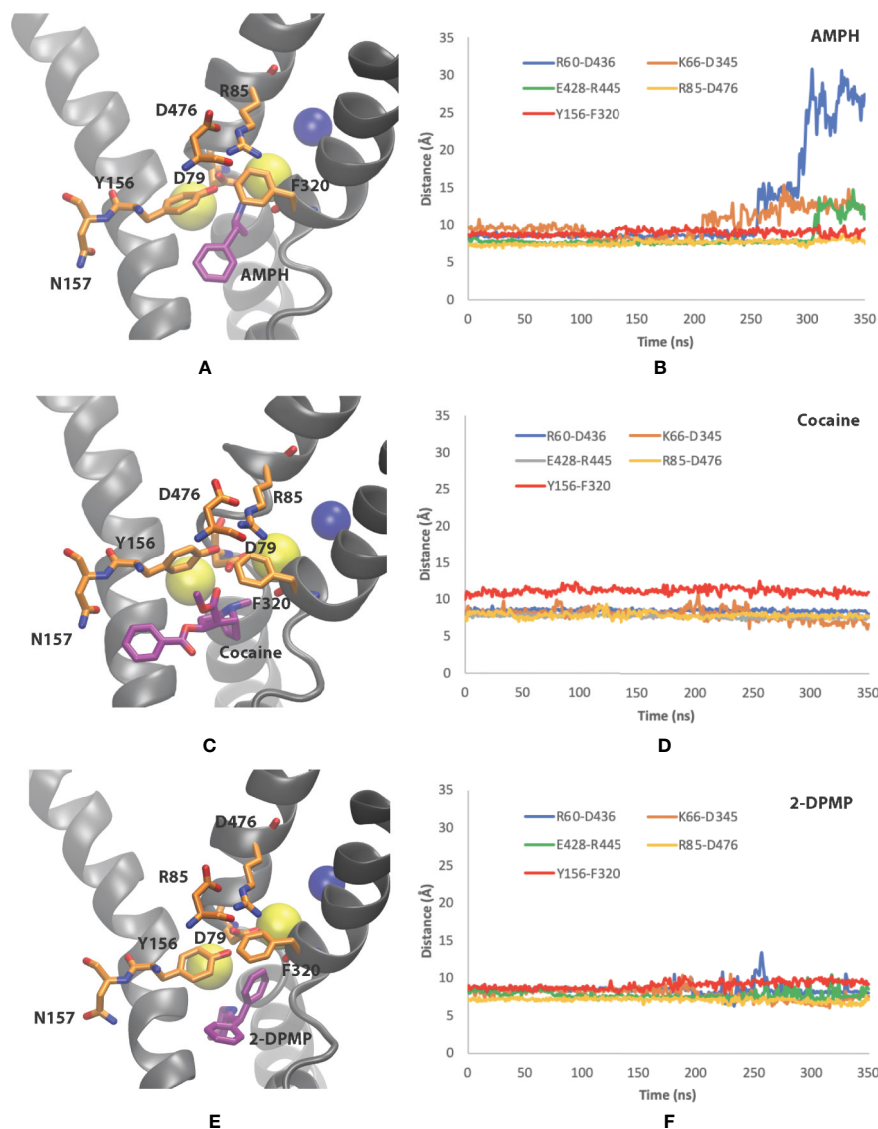 R85
D476
Y156
D79
F320
AMPH
N157
A
AMPH
R60-D436 K66-D345
E428-R445 R85-D476
Y156-F320
Distance (Å)
35
30
25
20
15
10
5
0
0 50 100 150 200 250 300 350
Time (ns)
B
D476
R85
Y156
D79
F320
N157
Cocaine
C
Cocaine
R60-D436 K66-D345
E428-R445 R85-D476
Y156-F320
Distance (Å)
35
30
25
20
15
10
5
0
0 50 100 150 200 250 300 350
Time (ns)
D
D476
R85
Y156
D79
F320
N157
2-DPMP
E
2-DPMP
R60-D436 K66-D345
E428-R445 R85-D476
Y156-F320
Distance (Å)
35
30
25
20
15
10
5
0
0 50 100 150 200 250 300 350
Time (ns)
F